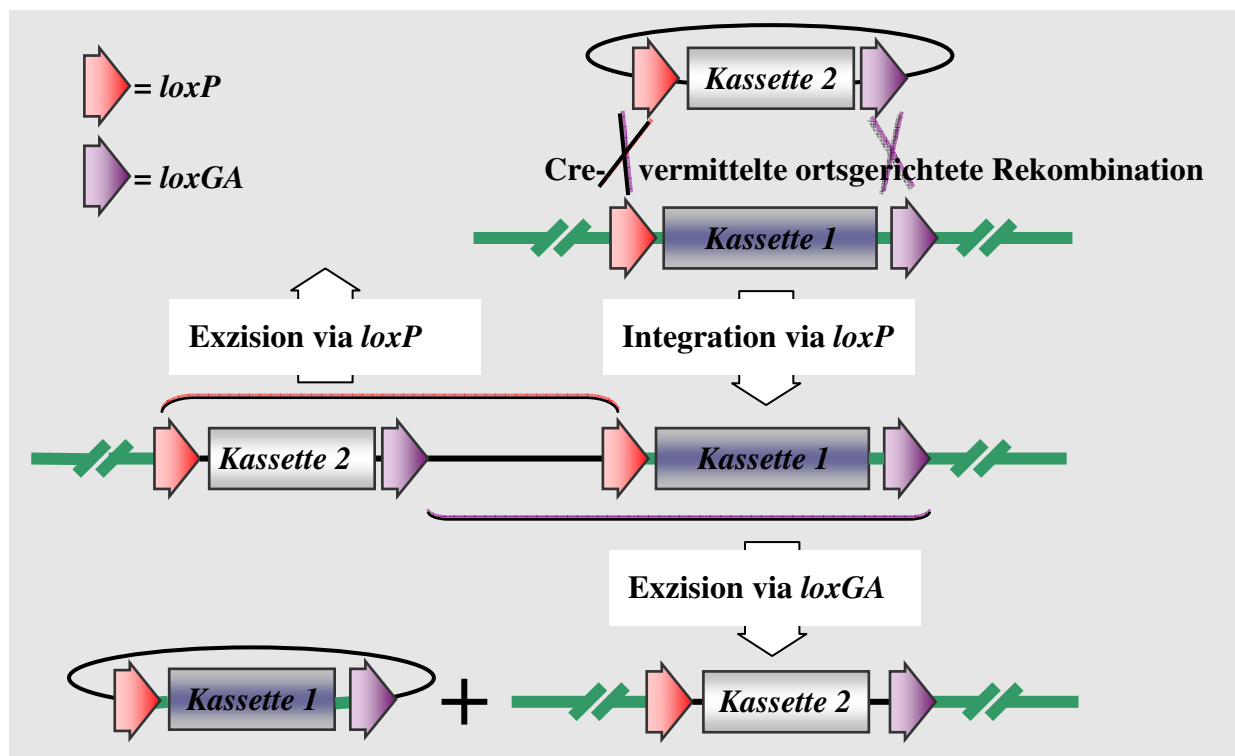 = loxP
= loxGA
Kassette 2
Cre- vermittelte ortsgerichtete Rekombination
Kassette 1
Exzision via loxP
Integration via loxP
Kassette 2
Kassette 1
Exzision via loxGA
Kassette 1
+
Kassette 2